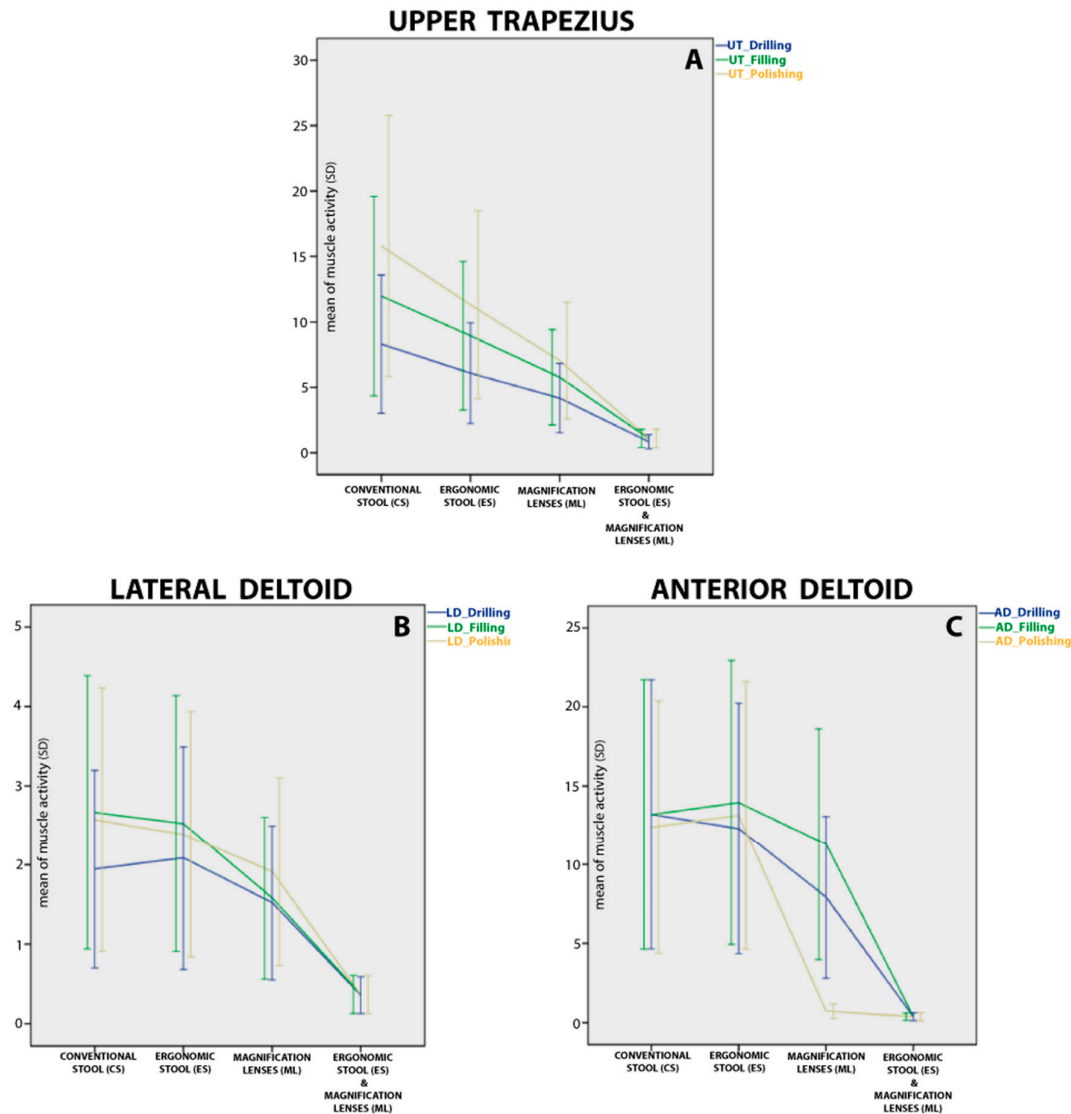 UPPER TRAPEZIUS
A
UT_Drilling
UT_Filling
UT_Polishing
30
25
20
15
10
5
0
mean of muscle activity (SD)
CONVENTIONAL
STOOL (CS)
ERGONOMIC
STOOL (ES)
MAGNIFICATION
LENSES (ML)
ERGONOMIC
STOOL (ES)
&
MAGNIFICATION
LENSES (ML)
LATERAL DELTOID
B
LD_Drilling
LD_Filling
LD_Polishir
5
4
3
2
1
0
mean of muscle activity (SD)
CONVENTIONAL
STOOL (CS)
ERGONOMIC
STOOL (ES)
MAGNIFICATION
LENSES (ML)
ERGONOMIC
STOOL (ES)
&
MAGNIFICATION
LENSES (ML)
ANTERIOR DELTOID
C
AD_Drilling
AD_Filling
AD_Polishing
25
20
15
10
5
0
mean of muscle activity (SD)
CONVENTIONAL
STOOL (CS)
ERGONOMIC
STOOL (ES)
MAGNIFICATION
LENSES (ML)
ERGONOMIC
STOOL (ES)
&
MAGNIFICATION
LENSES (ML)